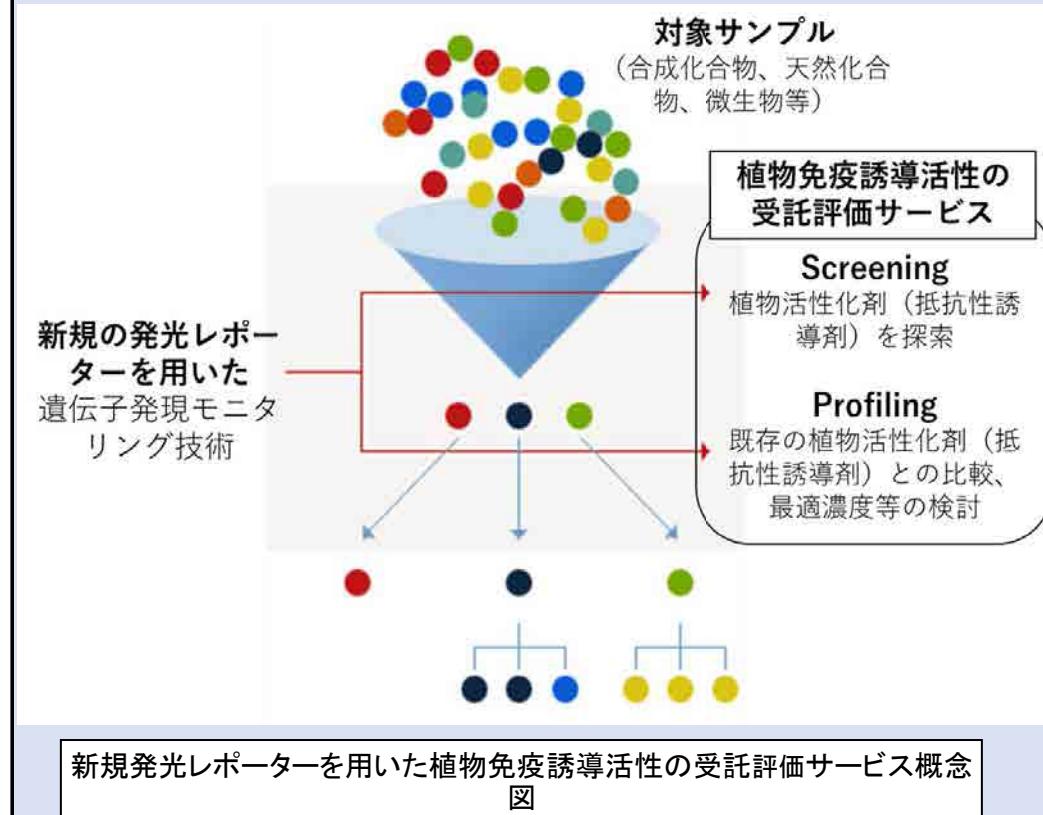 対象サンプル
（合成化合物、天然化合
物、微生物等）
植物免疫誘導活性の
受託評価サービス
Screening
植物活性化剤（抵抗性誘
導剤）を探索
新規の発光レポー
ターを用いた
遺伝子発現モニタ
リング技術
Profiling
既存の植物活性化剤（抵
抗性誘導剤）との比較、
最適濃度等の検討
新規発光レポーターを用いた植物免疫誘導活性の受託評価サービス概念
図